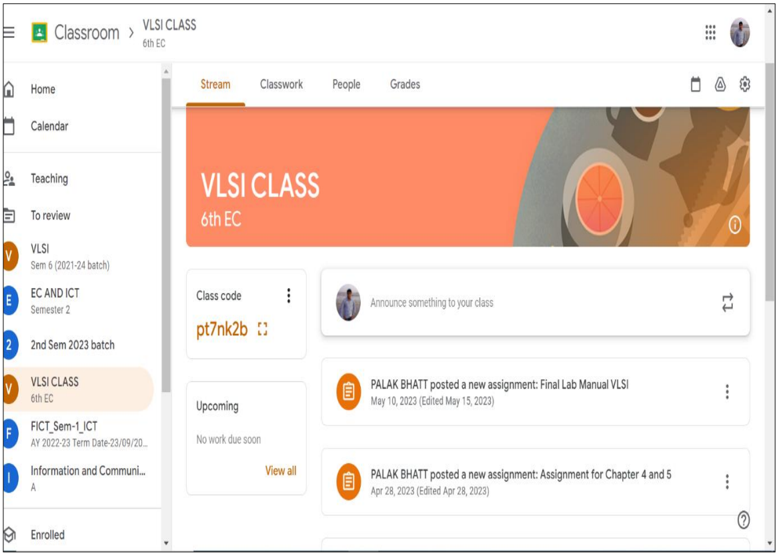 Classroom > VLSI CLASS
6th EC
Home
Calendar
Teaching
To review
V
VLSI
Sem 6 (2021-24 batch)
E
EC AND ICT
Semester 2
2
2nd Sem 2023 batch
V
VLSI CLASS
6th EC
F
FICT_Sem-1_ICT
AY 2022-23 Term Date-23/09/20...
I
Information and Communi...
A
Enrolled
Stream Classwork People Grades
VLSI CLASS
6th EC
Class code
pt7nk2b
Upcoming
No work due soon
View all
Announce something to your class
PALAK BHATT posted a new assignment: Final Lab Manual VLSI
May 10, 2023 (Edited May 15, 2023)
PALAK BHATT posted a new assignment: Assignment for Chapter 4 and 5
Apr 28, 2023 (Edited Apr 28, 2023)